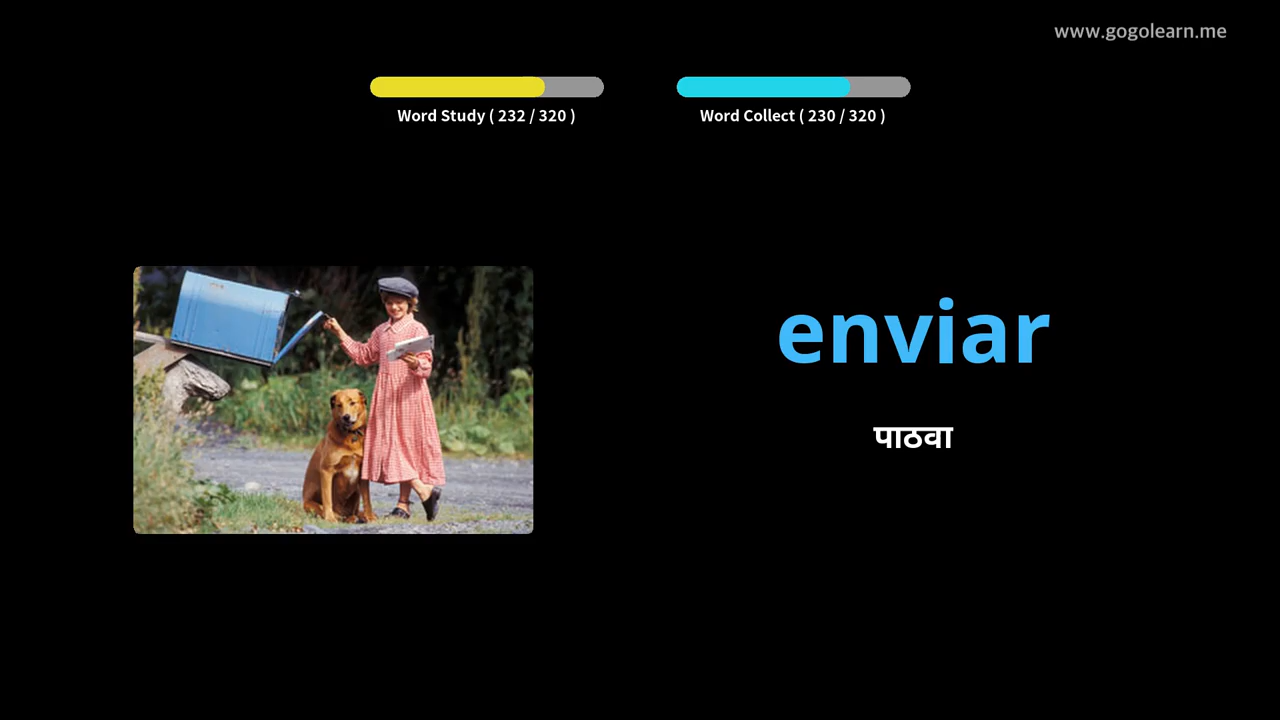 www.gogolearn.me
Word Study ( 232 / 320 )
Word Collect ( 230 / 320 )
enviar
पाठवा